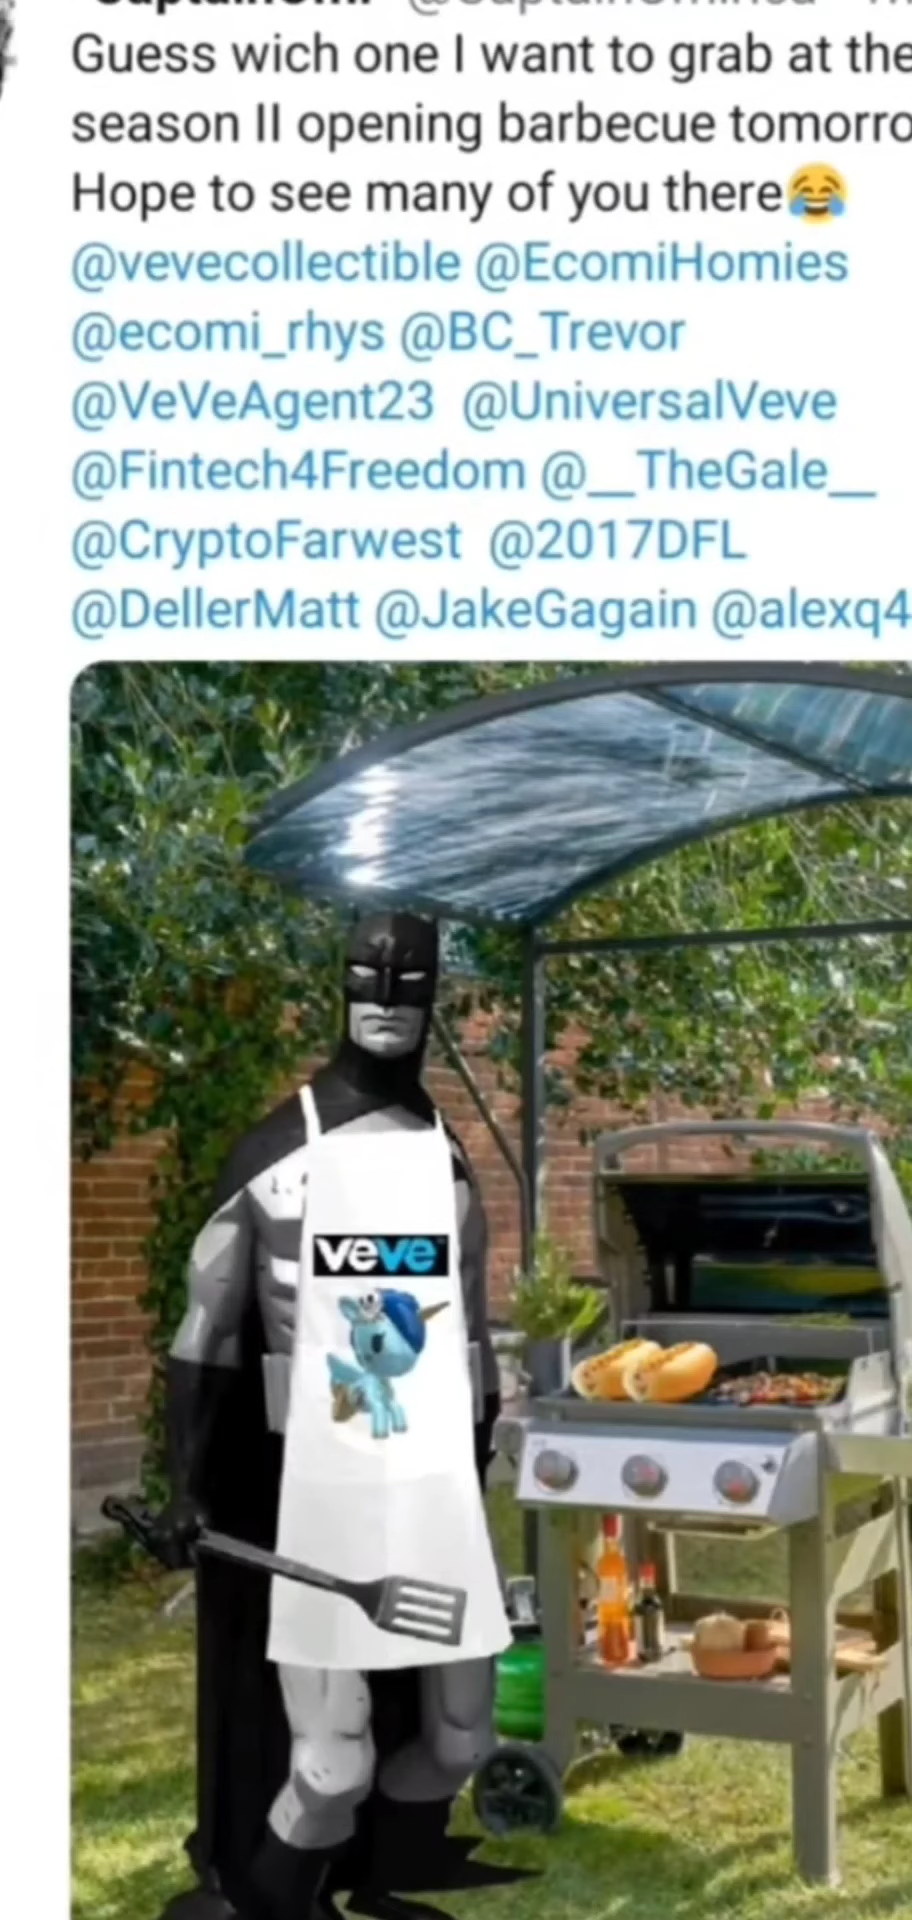 Guess wich one I want to grab at the
season II opening barbecue tomorro
Hope to see many of you there😂
@vevecollectible @EcomiHomies
@ecomi_rhys @BC_Trevor
@VeVeAgent23 @UniversalVeve
@Fintech4Freedom @__TheGale__
@CryptoFarwest @2017DFL
@DellerMatt @JakeGagain @alexq4
veve